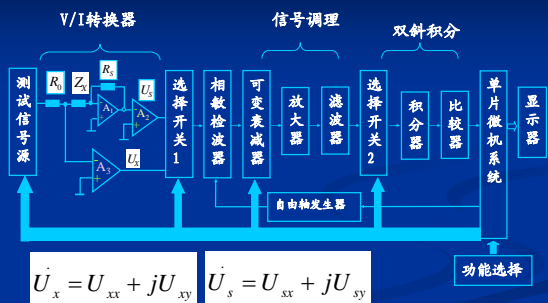 V/I转换器
信号调理
双斜积分
测试信号源
R₀
Zₓ
Rₛ
-
A₁
+
Uₛ
-
A₂
+
-
A₃
+
Uₓ
选择开关1
相敏检波器
可变衰减器
放大器
滤波器
选择开关2
积分器
比较器
单片微机系统
显示器
自由轴发生器
功能选择
U̇ₓ = Uₓₓ + jUₓᵧ
U̇ₛ = Uₛₓ + jUₛᵧ